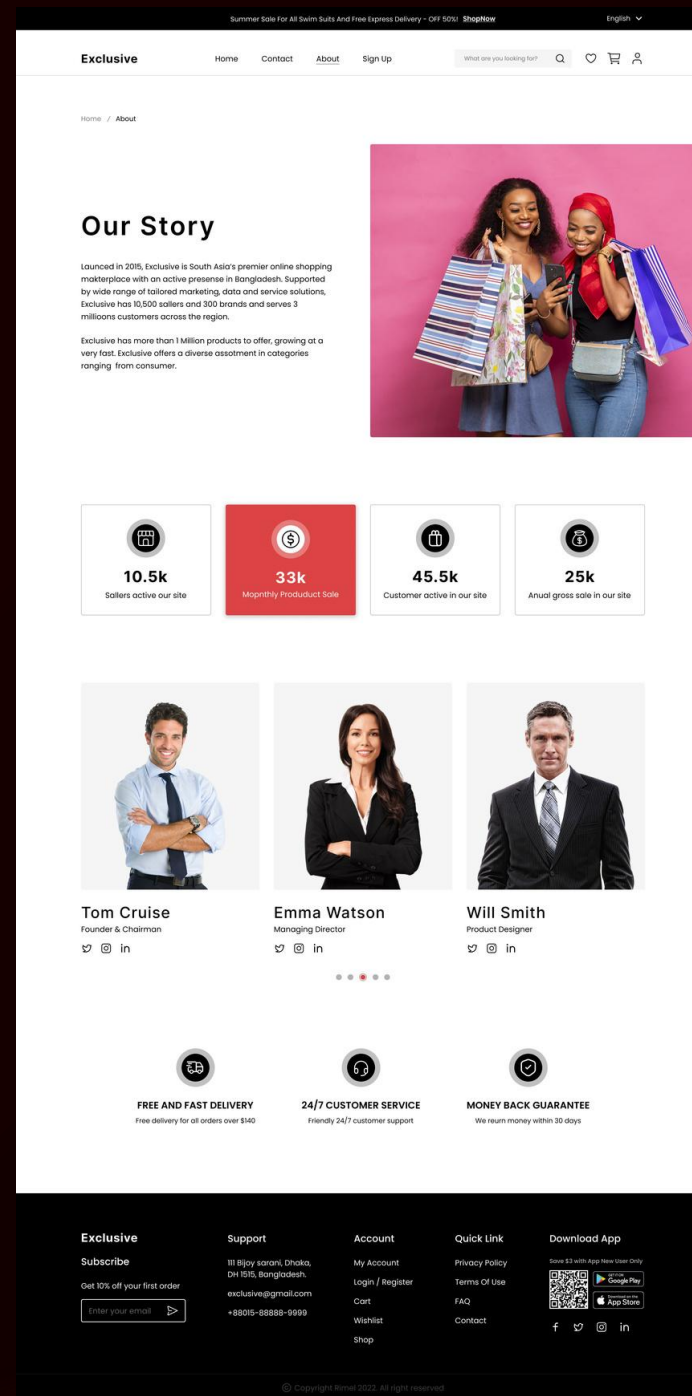 Summer Sale For All Swim Suits And Free Express Delivery - OFF 50%! ShopNow
English
Exclusive
Home
Contact
About
Sign Up
What are you looking for?
Home / About
Our Story
Launced in 2015, Exclusive is South Asia's premier online shopping
makterplace with an active presense in Bangladesh. Supported
by wide range of tailored marketing, data and service solutions,
Exclusive has 10,500 sallers and 300 brands and serves 3
millioons customers across the region.
Exclusive has more than 1 Million products to offer, growing at a
very fast. Exclusive offers a diverse assotment in categories
ranging from consumer.
10.5k
Sallers active our site
33k
Mopnthly Produduct Sale
45.5k
Customer active in our site
25k
Anual gross sale in our site
Tom Cruise
Founder & Chairman
in
Emma Watson
Managing Director
in
Will Smith
Product Designer
in
FREE AND FAST DELIVERY
Free delivery for all orders over $140
24/7 CUSTOMER SERVICE
Friendly 24/7 customer support
MONEY BACK GUARANTEE
We reurn money within 30 days
Exclusive
Subscribe
Get 10% off your first order
Enter your email
Support
111 Bijoy sarani, Dhaka,
DH 1515, Bangladesh.
exclusive@gmail.com
+88015-88888-9999
Account
My Account
Login / Register
Cart
Wishlist
Shop
Quick Link
Privacy Policy
Terms Of Use
FAQ
Contact
Download App
Save $3 with App New User Only
GET IT ON
Google Play
Download on the
App Store
f in
© Copyright Rimel 2022. All right reserved